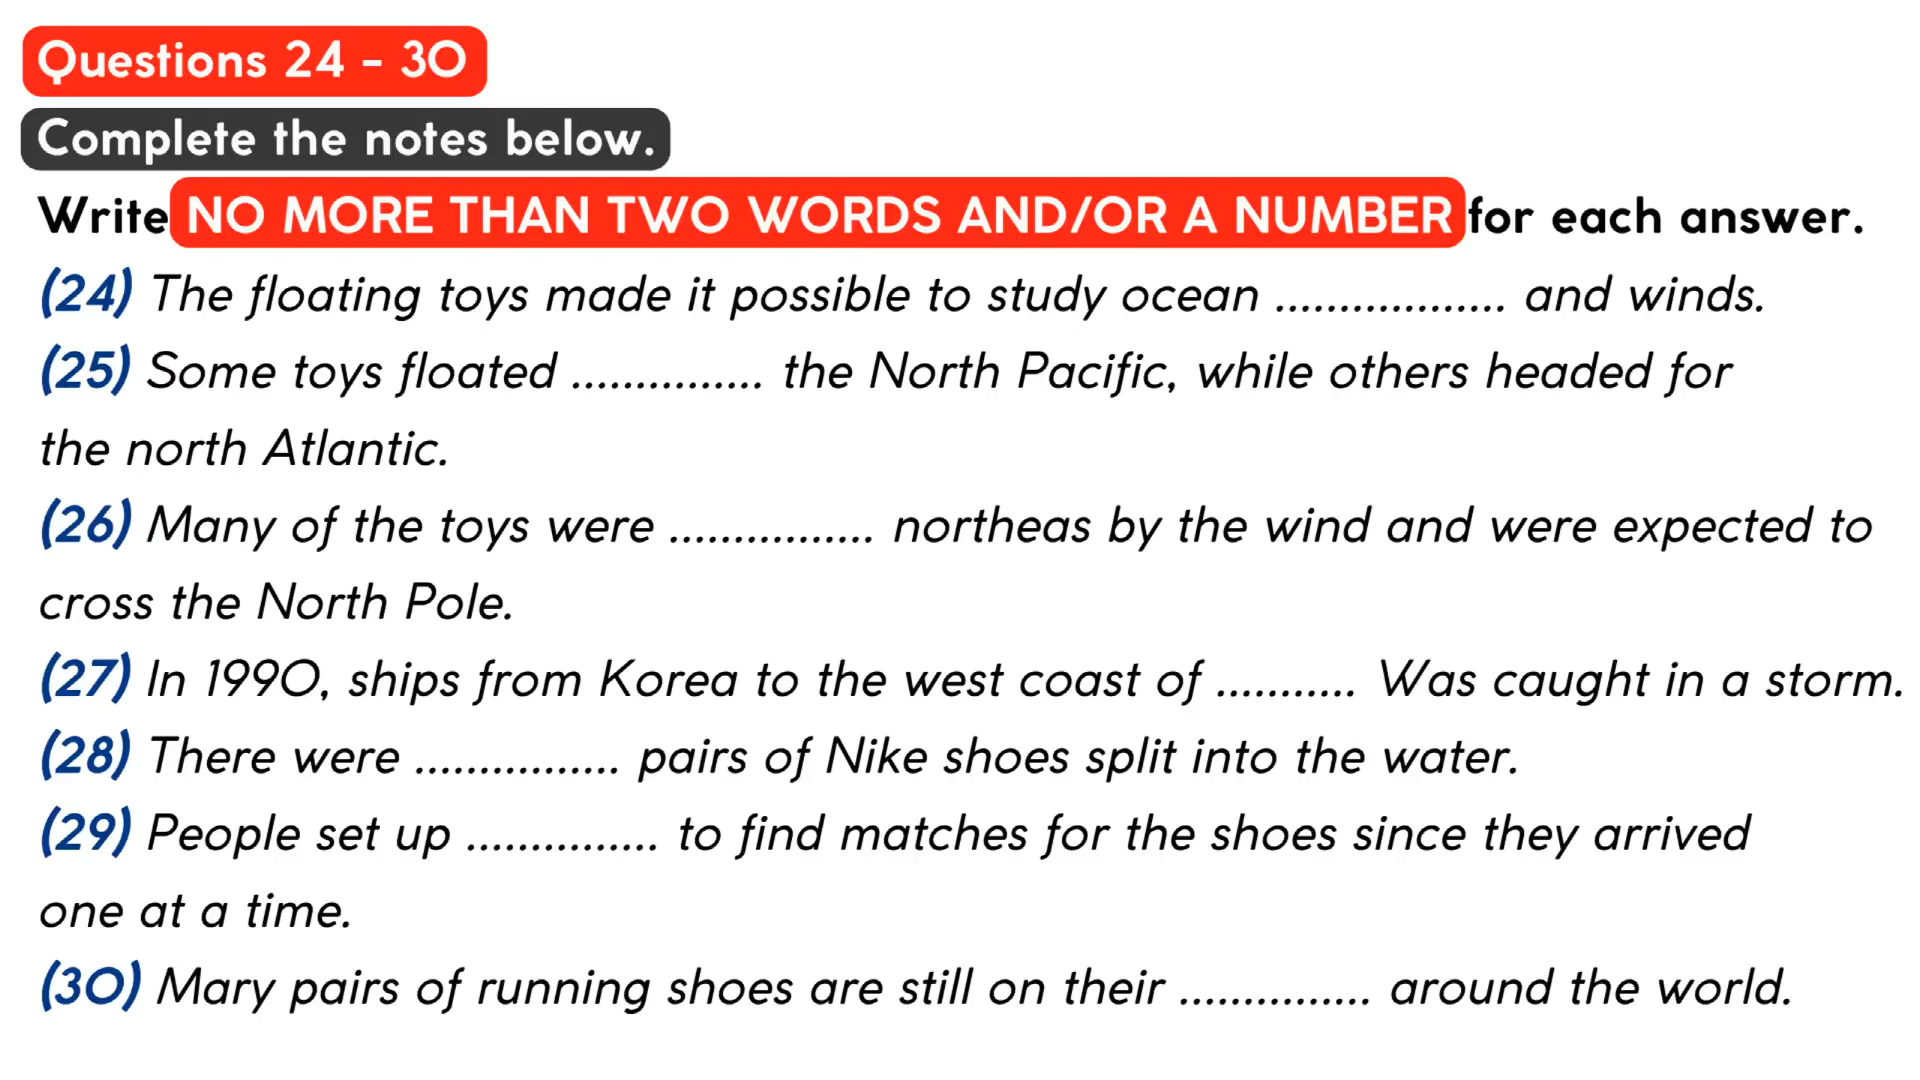 Questions 24 - 30
Complete the notes below.
Write NO MORE THAN TWO WORDS AND/OR A NUMBER for each answer.
(24) The floating toys made it possible to study ocean .................. and winds.
(25) Some toys floated ............... the North Pacific, while others headed for
the north Atlantic.
(26) Many of the toys were ................ northeas by the wind and were expected to
cross the North Pole.
(27) In 1990, ships from Korea to the west coast of ........... Was caught in a storm.
(28) There were ................ pairs of Nike shoes split into the water.
(29) People set up ............... to find matches for the shoes since they arrived
one at a time.
(30) Mary pairs of running shoes are still on their ............... around the world.